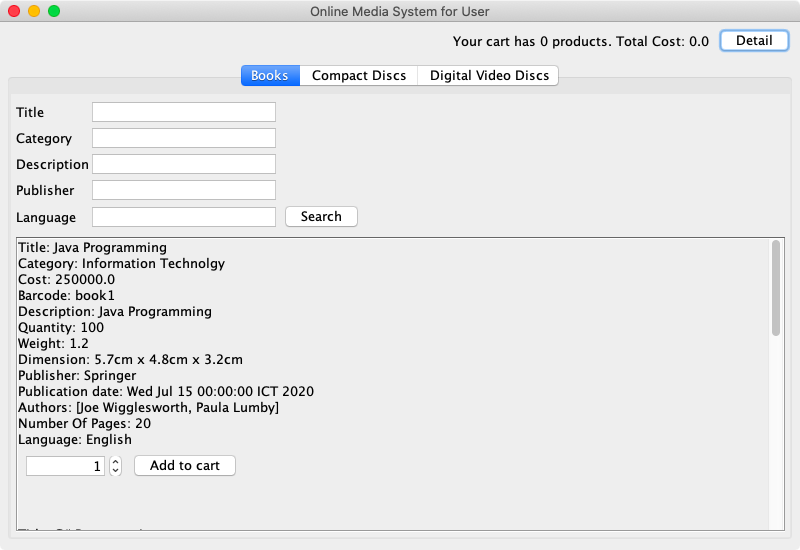 Online Media System for User
Your cart has 0 products. Total Cost: 0.0 Detail
Books Compact Discs Digital Video Discs
Title
Category
Description
Publisher
Language Search
Title: Java Programming
Category: Information Technolgy
Cost: 250000.0
Barcode: book1
Description: Java Programming
Quantity: 100
Weight: 1.2
Dimension: 5.7cm x 4.8cm x 3.2cm
Publisher: Springer
Publication date: Wed Jul 15 00:00:00 ICT 2020
Authors: [Joe Wigglesworth, Paula Lumby]
Number Of Pages: 20
Language: English
1 Add to cart